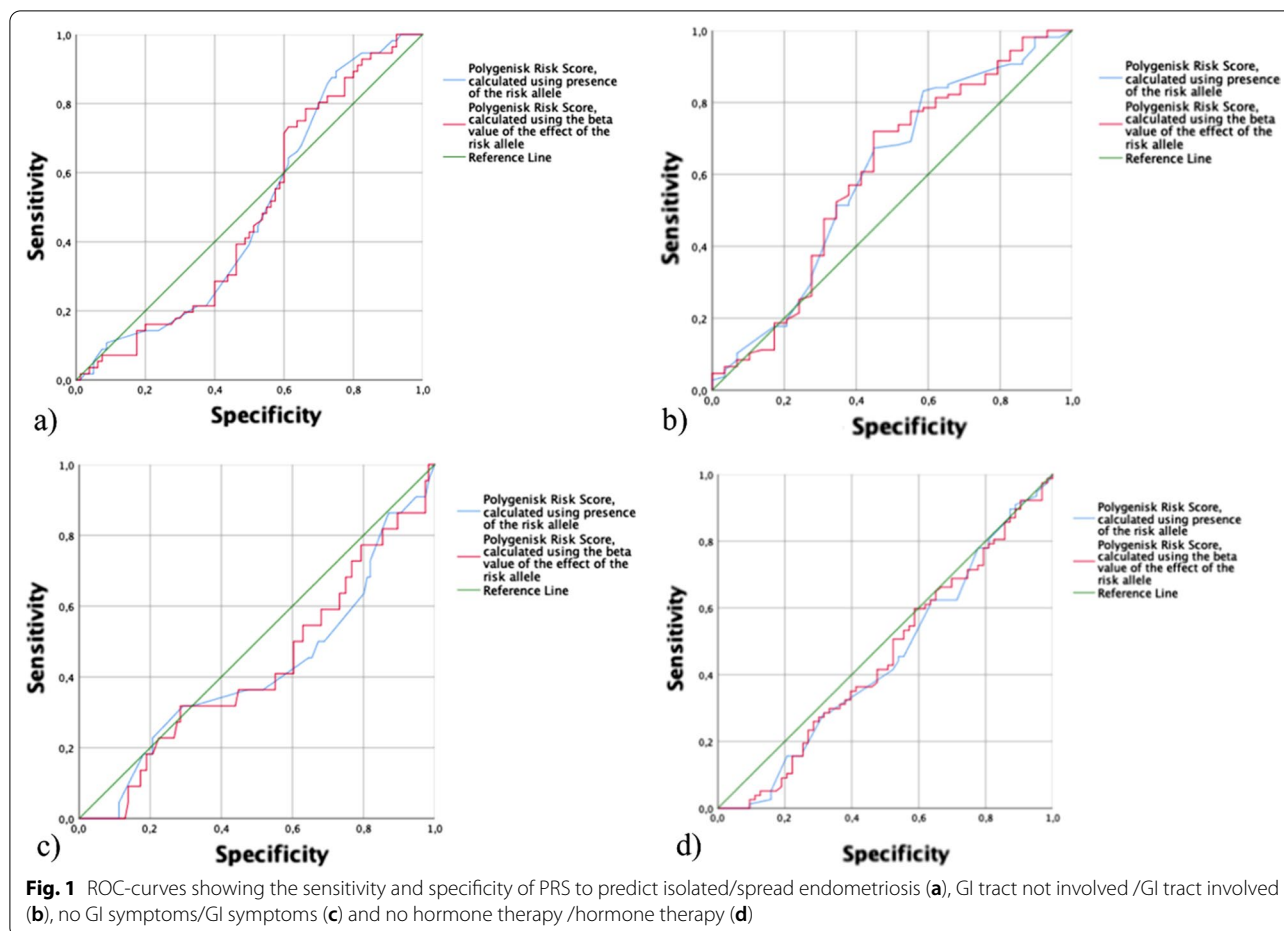 1,0
0,8
0,6
0,4
0,2
0,0
Sensitivity
0,0 0,2 0,4 0,6 0,8 1,0
Specificity
a)
Polygenisk Risk Score,
calculated using presence
of the risk allele
Polygenisk Risk Score,
calculated using the beta
value of the effect of the
risk allele
Reference Line
1,0
0,8
0,6
0,4
0,2
0,0
Sensitivity
0,0 0,2 0,4 0,6 0,8 1,0
Specificity
b)
Polygenisk Risk Score,
calculated using presence
of the risk allele
Polygenisk Risk Score,
calculated using the beta
value of the effect of the
risk allele
Reference Line
1,0
0,8
0,6
0,4
0,2
0,0
Sensitivity
0,0 0,2 0,4 0,6 0,8 1,0
Specificity
c)
Polygenisk Risk Score,
calculated using presence
of the risk allele
Polygenisk Risk Score,
calculated using the beta
value of the effect of the
risk allele
Reference Line
1,0
0,8
0,6
0,4
0,2
0,0
Sensitivity
0,0 0,2 0,4 0,6 0,8 1,0
Specificity
d)
Polygenisk Risk Score,
calculated using presence
of the risk allele
Polygenisk Risk Score,
calculated using the beta
value of the effect of the
risk allele
Reference Line
Fig. 1 ROC-curves showing the sensitivity and specificity of PRS to predict isolated/spread endometriosis (a), GI tract not involved /GI tract involved
(b), no GI symptoms/GI symptoms (c) and no hormone therapy /hormone therapy (d)